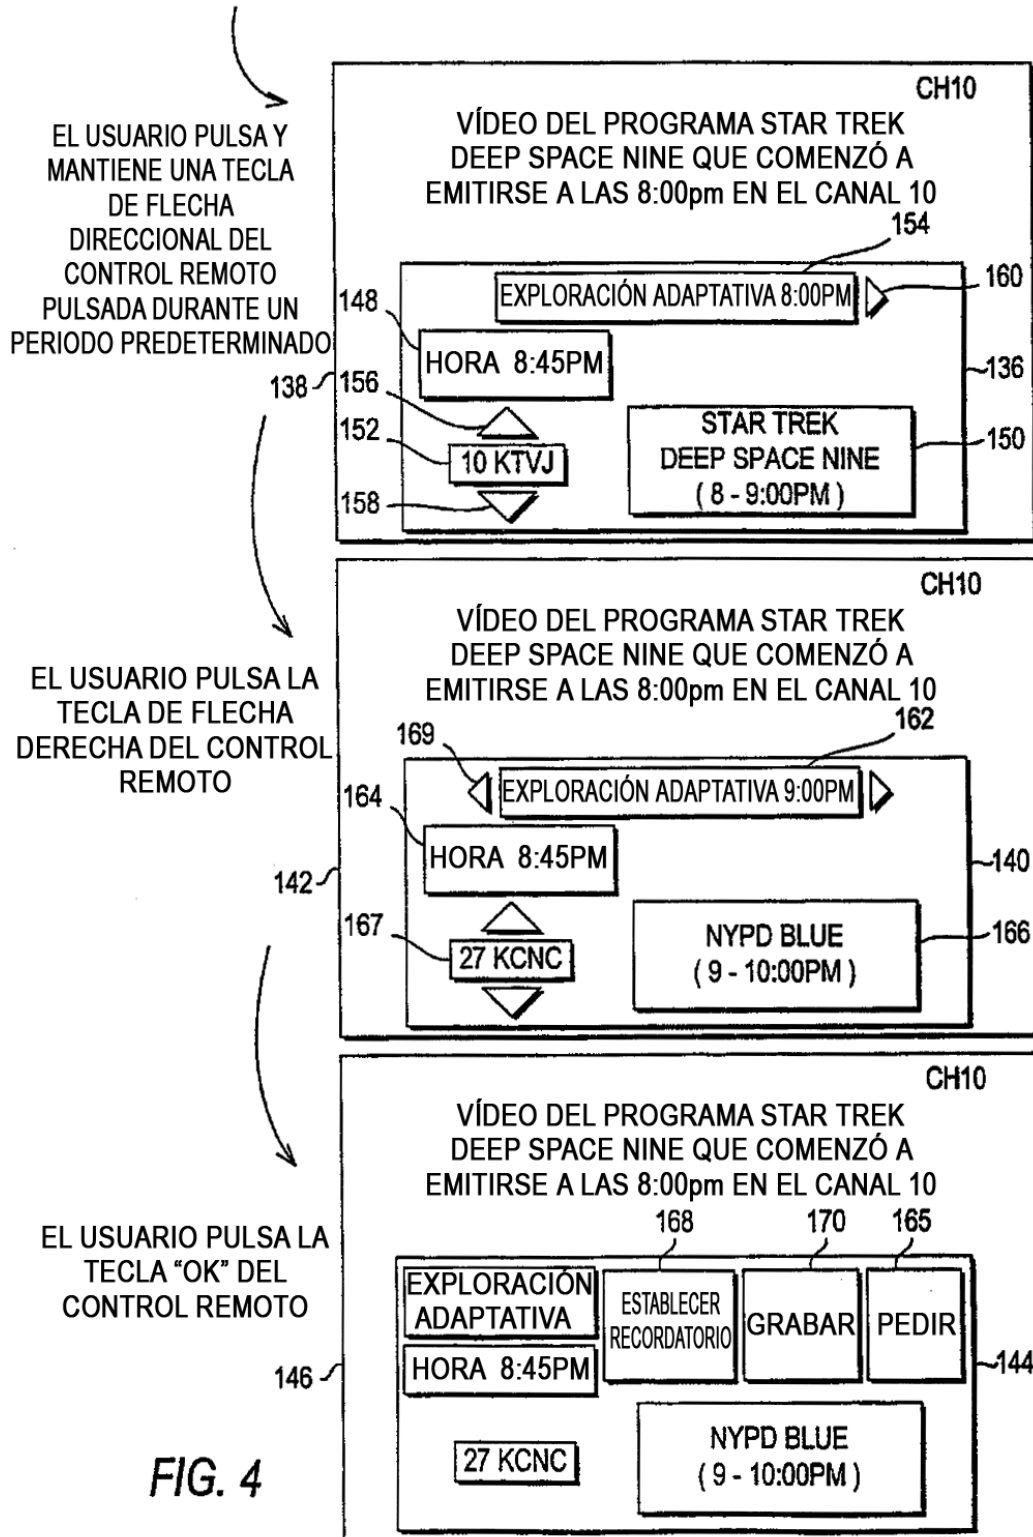 EL USUARIO PULSA Y
MANTIENE UNA TECLA
DE FLECHA
DIRECCIONAL DEL
CONTROL REMOTO
PULSADA DURANTE UN
PERIODO PREDETERMINADO
138
CH10
VÍDEO DEL PROGRAMA STAR TREK
DEEP SPACE NINE QUE COMENZÓ A
EMITIRSE A LAS 8:00pm EN EL CANAL 10
154
EXPLORACIÓN ADAPTATIVA 8:00PM
160
148
HORA 8:45PM
136
156
152
10 KTVJ
158
STAR TREK
DEEP SPACE NINE
( 8 - 9:00PM )
150
EL USUARIO PULSA LA
TECLA DE FLECHA
DERECHA DEL CONTROL
REMOTO
142
CH10
VÍDEO DEL PROGRAMA STAR TREK
DEEP SPACE NINE QUE COMENZÓ A
EMITIRSE A LAS 8:00pm EN EL CANAL 10
162
169
EXPLORACIÓN ADAPTATIVA 9:00PM
164
HORA 8:45PM
140
167
27 KCNC
NYPD BLUE
( 9 - 10:00PM )
166
EL USUARIO PULSA LA
TECLA “OK” DEL
CONTROL REMOTO
146
CH10
VÍDEO DEL PROGRAMA STAR TREK
DEEP SPACE NINE QUE COMENZÓ A
EMITIRSE A LAS 8:00pm EN EL CANAL 10
168
170
165
EXPLORACIÓN
ADAPTATIVA
ESTABLECER
RECORDATORIO
GRABAR
PEDIR
HORA 8:45PM
144
27 KCNC
NYPD BLUE
( 9 - 10:00PM )
FIG. 4